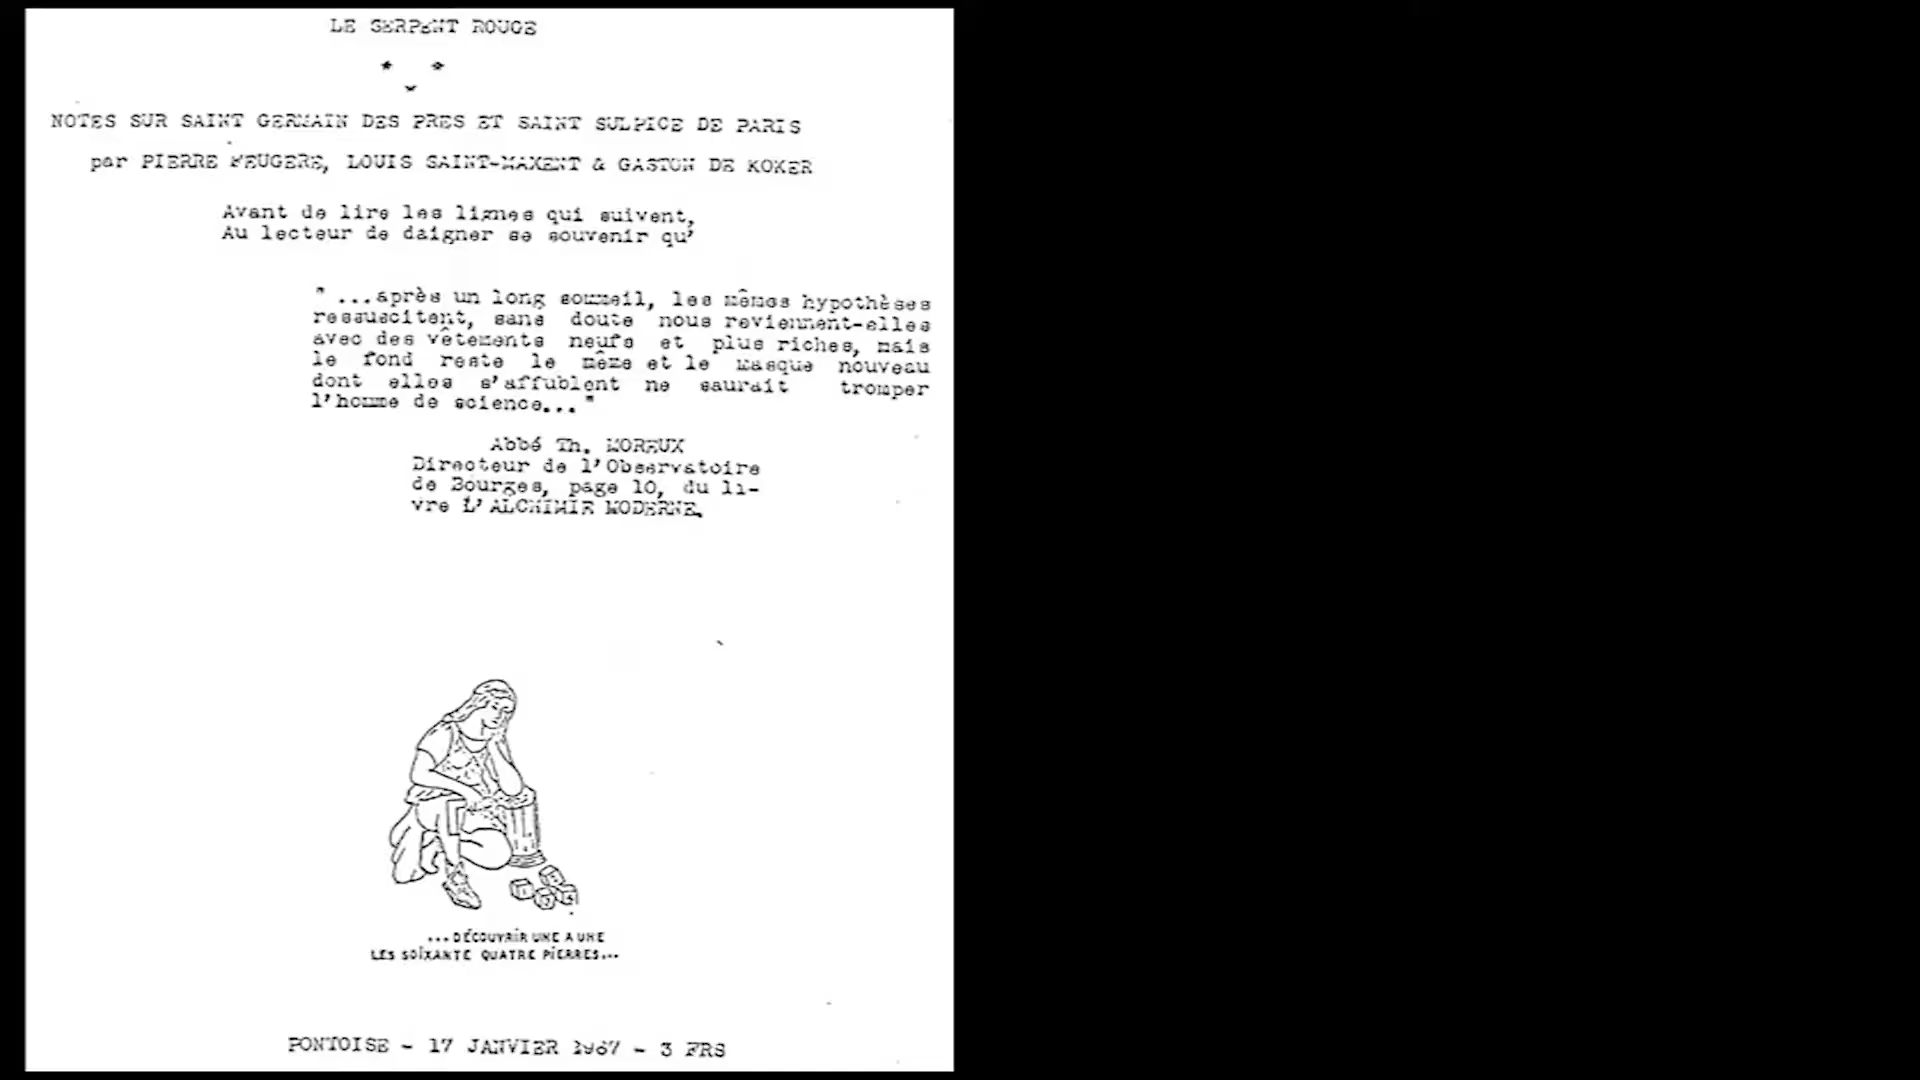 LE SERPENT ROUGE
NOTES SUR SAINT GERMAIN DES PRES ET SAINT SULPICE DE PARIS
par PIERRE FEUGERE, LOUIS SAINT-MAXENT & GASTON DE KOKER
Avant de lire les lignes qui suivent,
Au lecteur de daigner se souvenir qu'
" ...après un long sommeil, les mêmes hypothèses
ressuscitent, sans doute nous reviennent-elles
avec des vêtements neufs et plus riches, mais
le fond reste le même et le masque nouveau
dont elles s'affublent ne saurait tromper
l'homme de science..."
Abbé Th. MOREUX
Directeur de l'Observatoire
de Bourges, page 10, du li-
vre L'ALCHIMIE MODERNE.
...DÉCOUVRIR UNE A UNE
LES SOIXANTE QUATRE PIERRES...
PONTOISE - 17 JANVIER 1967 - 3 FRS